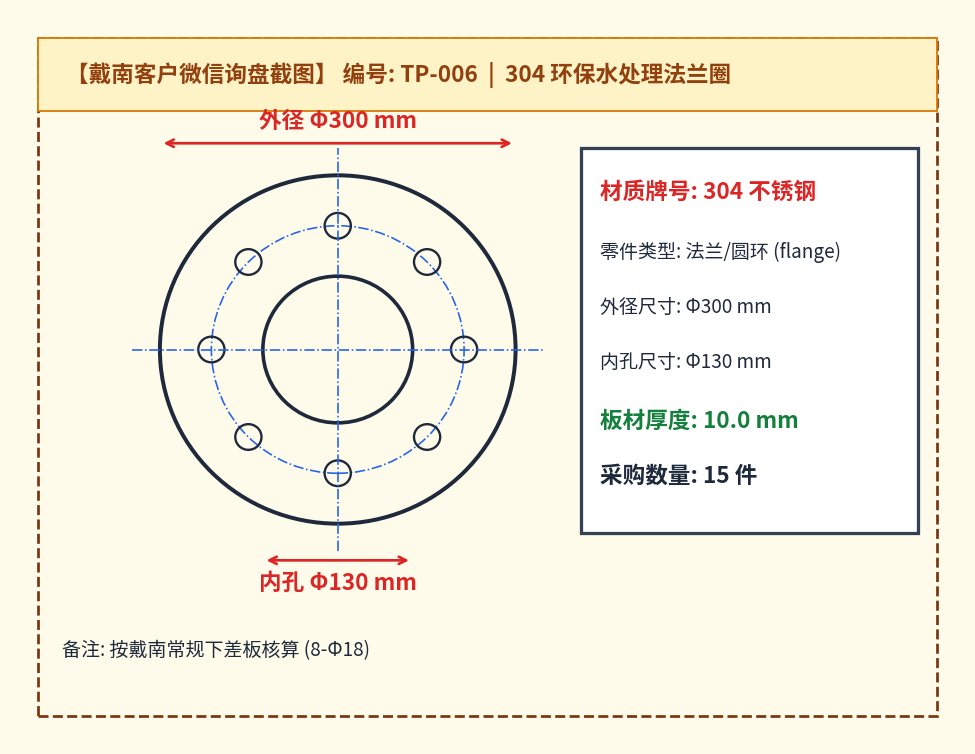 【戴南客户微信询盘截图】 编号: TP-006 | 304 环保水处理法兰圈
外径 Φ300 mm
材质牌号: 304 不锈钢
零件类型: 法兰/圆环 (flange)
外径尺寸: Φ300 mm
内孔尺寸: Φ130 mm
板材厚度: 10.0 mm
采购数量: 15 件
内孔 Φ130 mm
备注: 按戴南常规下差板核算 (8-Φ18)